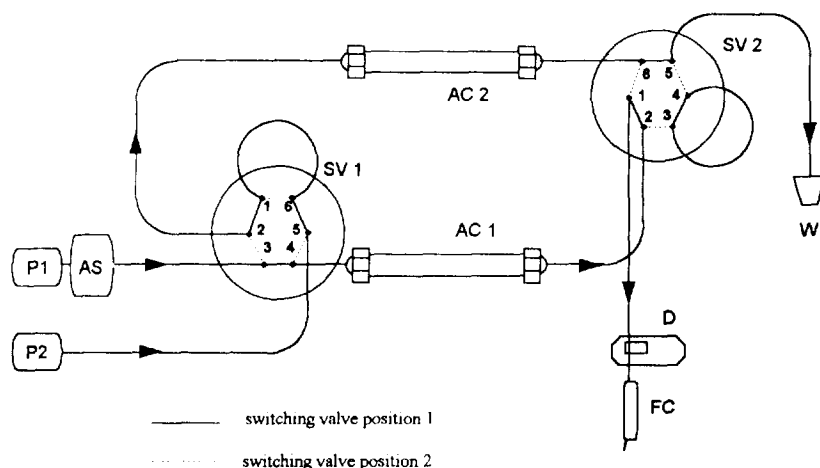 SV 2
6 5
AC 2
1 4
2 3
SV 1
1 6
2 5
3 4
AC 1
W
P1 AS
P2
D
FC
switching valve position 1
switching valve position 2